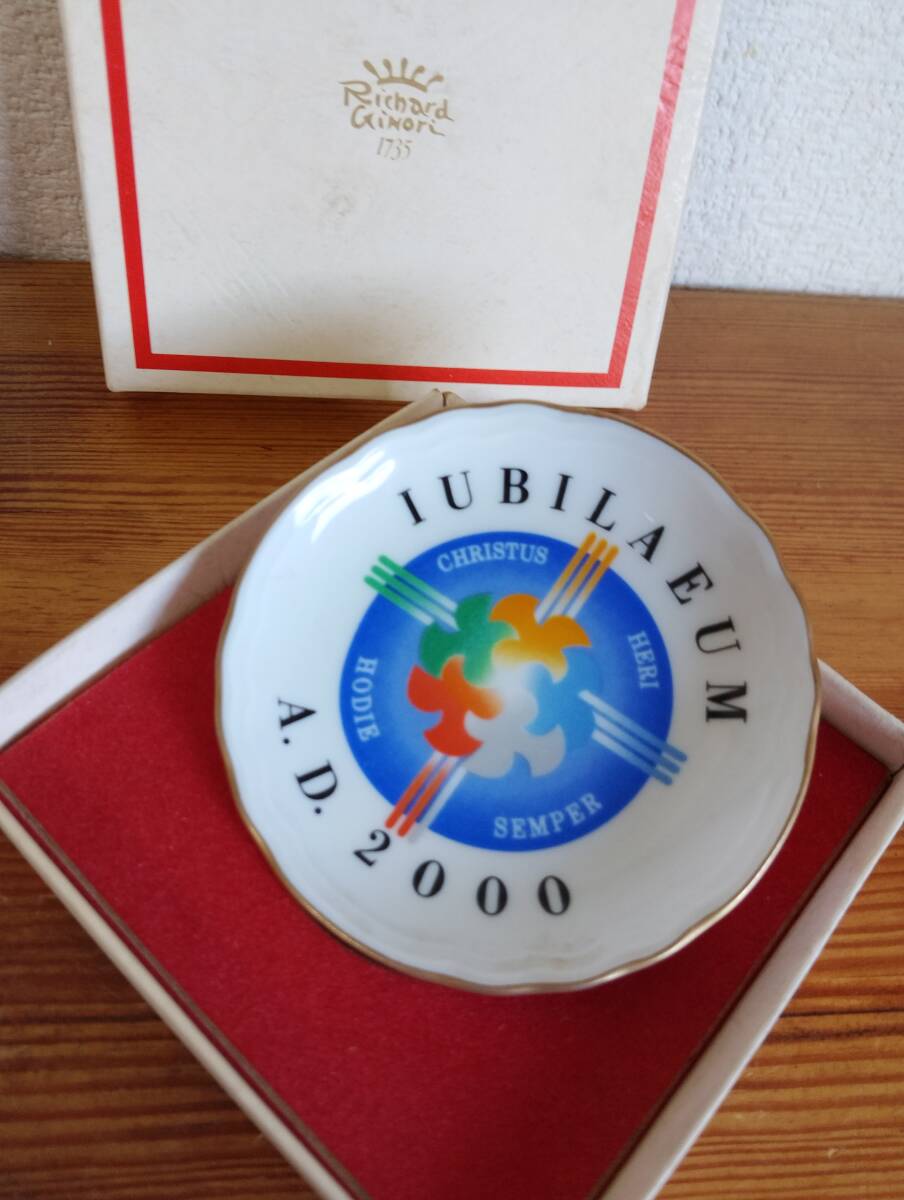 Richard
Ginori
1735
IUBILAEUM
A. D. 2000
CHRISTUS
HERI
HODIE
SEMPER